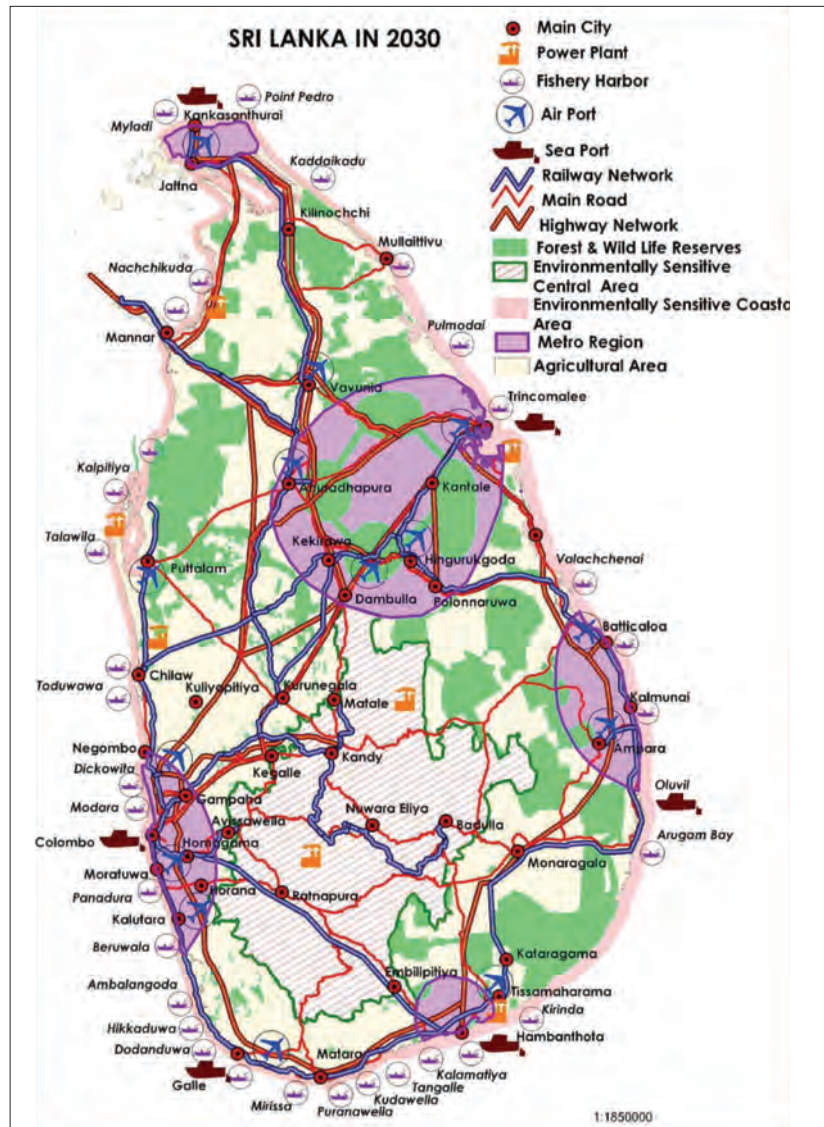 SRI LANKA IN 2030
Main City
Power Plant
Fishery Harbor
Air Port
Sea Port
Railway Network
Main Road
Highway Network
Forest & Wild Life Reserves
Environmentally Sensitive
Central Area
Environmentally Sensitive Coasta
Area
Metro Region
Agricultural Area
Point Pedro
Kankasanthurai
Myladi
Jaffna
Kaddaikadu
Kilinochchi
Mullaittivu
Nachchikuda
Mannar
Pulmodai
Vavunia
Trincomalee
Kalpitiya
Anuradhapura
Kantale
Talawila
Kekirawa
Hingurukgoda
Valachchenai
Puttalam
Dambulla
Polonnaruwa
Batticaloa
Chilaw
Toduwawa
Kuliyapitiya
Kurunegala
Matale
Kalmunai
Negombo
Kandy
Ampara
Dickowita
Kegalle
Gampaha
Oluvil
Modara
Nuwara Eliya
Badulla
Avissawella
Colombo
Homagama
Arugam Bay
Monaragala
Moratuwa
Panadura
Horana
Ratnapura
Kalutara
Beruwala
Kataragama
Embilipitiya
Ambalangoda
Tissamaharama
Kirinda
Hikkaduwa
Hambanthota
Dodanduwa
Matara
Kalamatiya
Galle
Tangalle
Mirissa
Kudawella
Puranawella
1:1850000